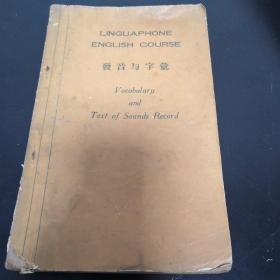 LINGUAPHONE
ENGLISH COURSE
發音与字彙
Vocabulary
and
Text of Sounds Record